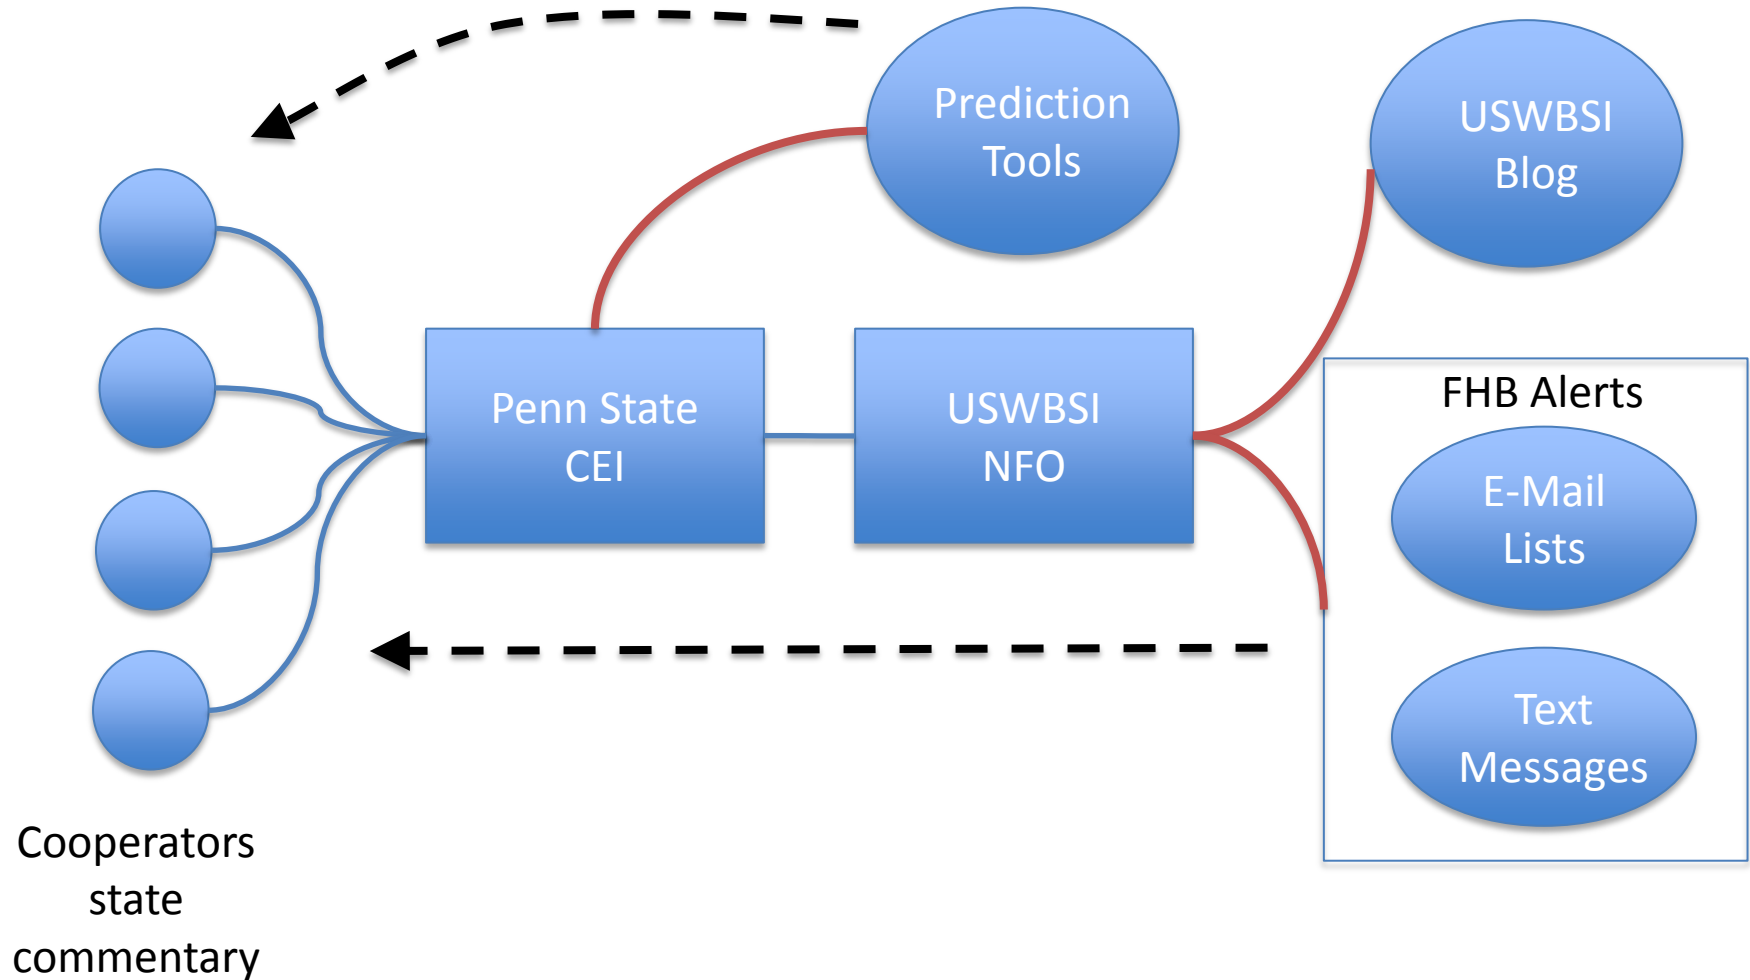 Prediction
Tools
USWBSI
Blog
Penn State
CEI
USWBSI
NFO
FHB Alerts
E-Mail
Lists
Text
Messages
Cooperators
state
commentary